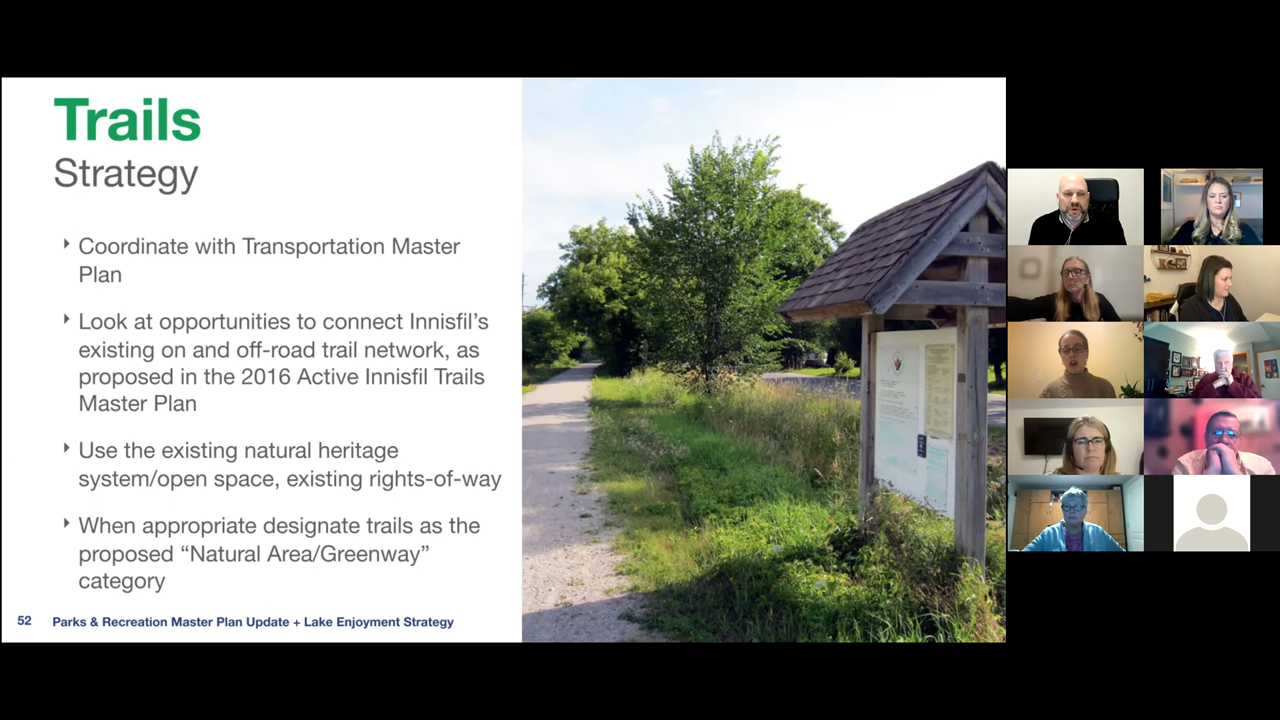 Trails
Strategy
Coordinate with Transportation Master
Plan
Look at opportunities to connect Innisfil’s
existing on and off-road trail network, as
proposed in the 2016 Active Innisfil Trails
Master Plan
Use the existing natural heritage
system/open space, existing rights-of-way
When appropriate designate trails as the
proposed “Natural Area/Greenway”
category
52 Parks & Recreation Master Plan Update + Lake Enjoyment Strategy